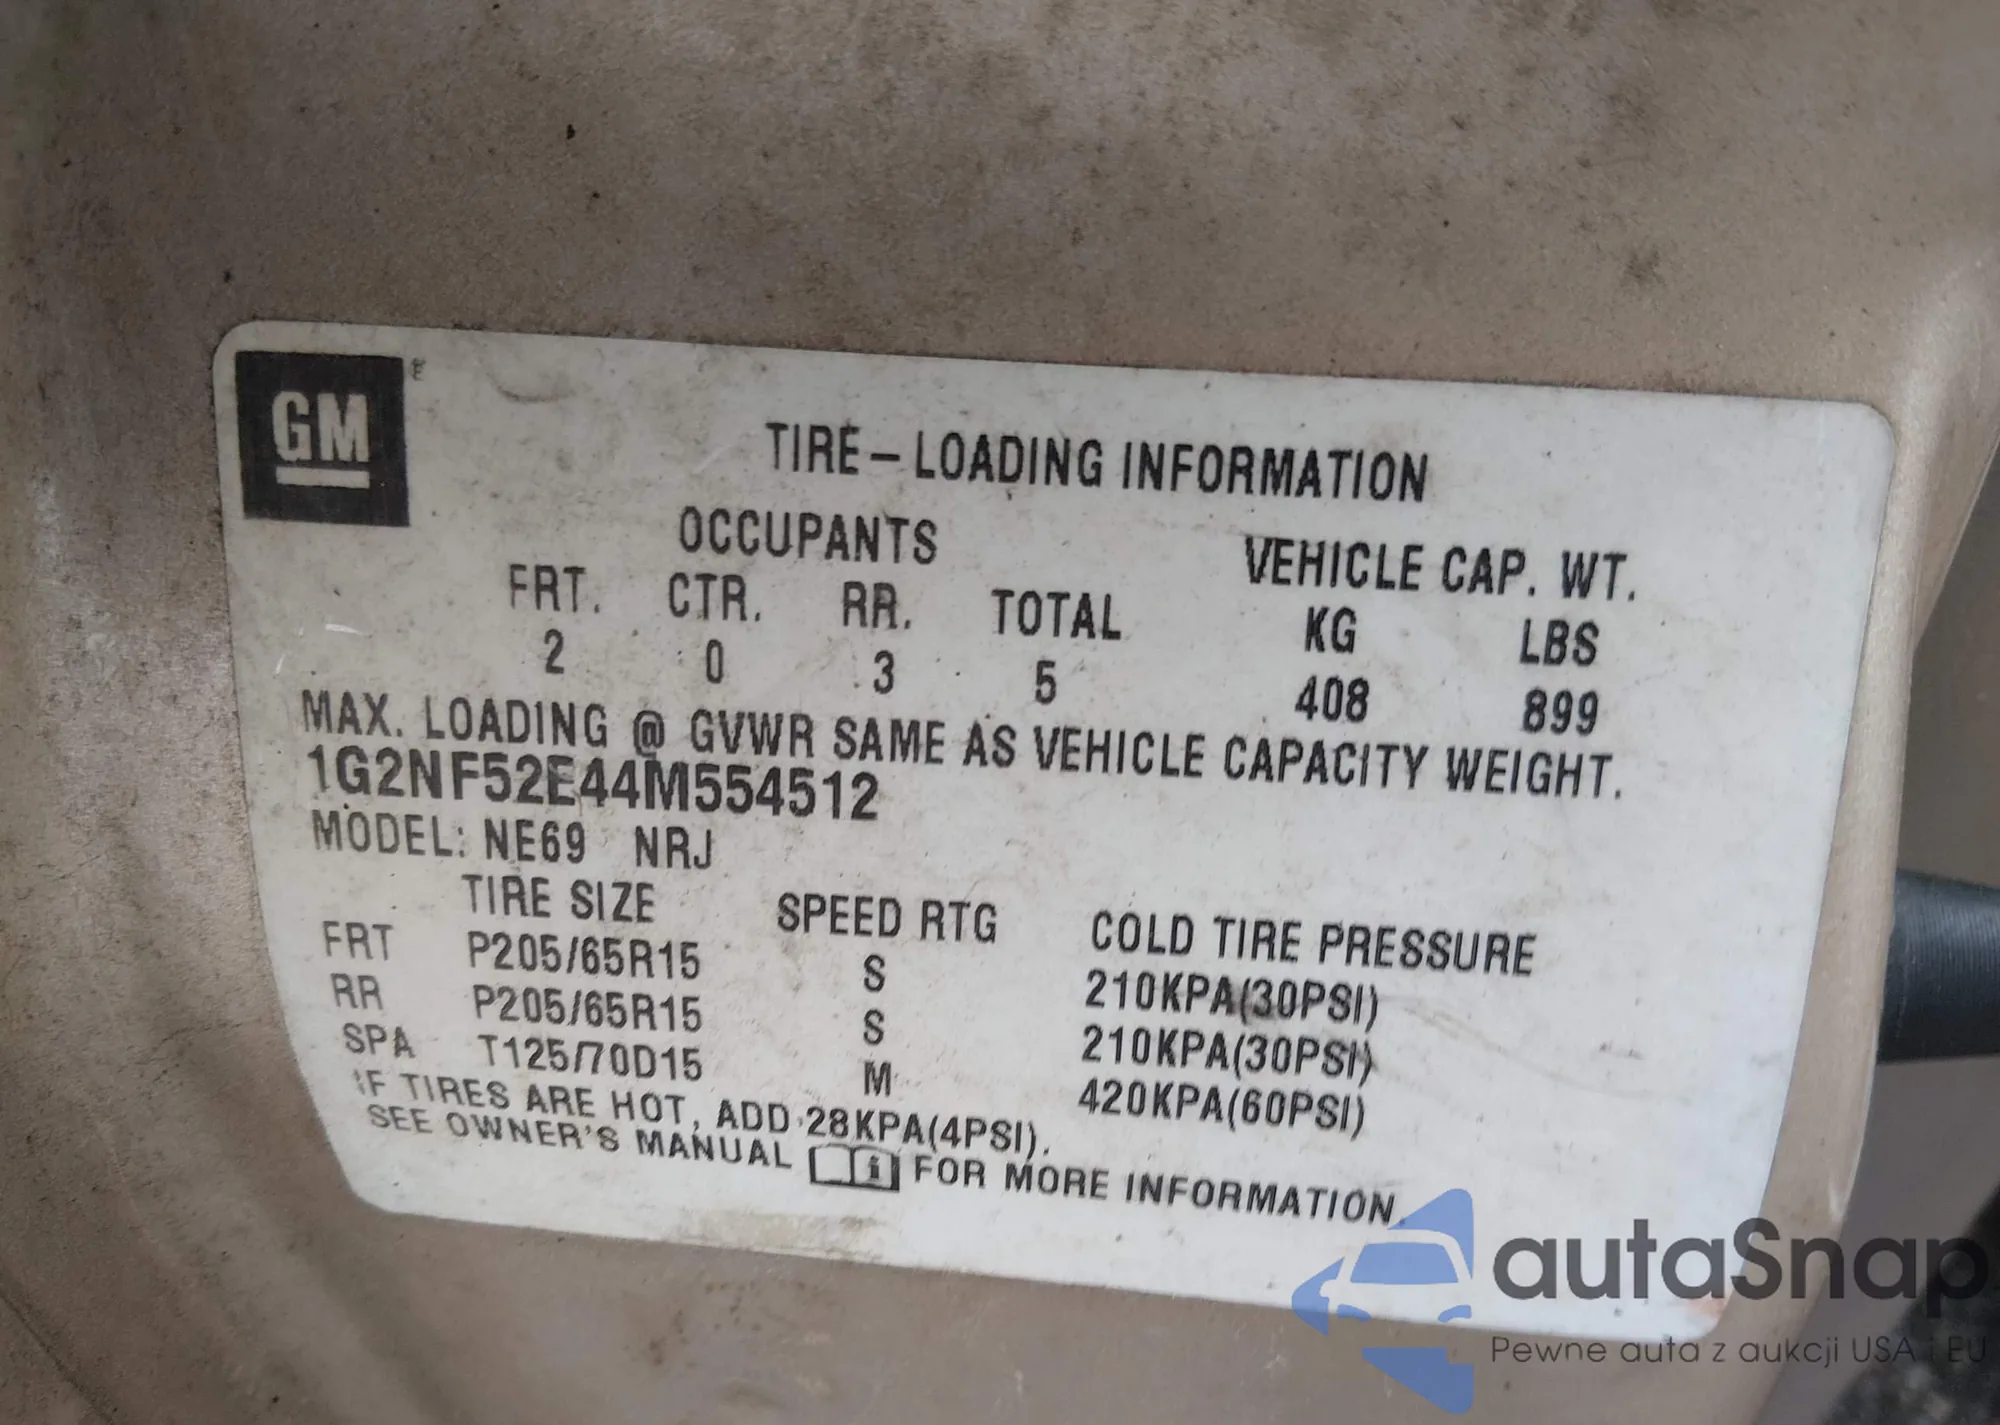 GM
TIRE – LOADING INFORMATION
OCCUPANTS VEHICLE CAP. WT.
FRT. CTR. RR. TOTAL KG LBS
2 0 3 5 408 899
MAX. LOADING @ GVWR SAME AS VEHICLE CAPACITY WEIGHT.
1G2NF52E44M554512
MODEL: NE69 NRJ
TIRE SIZE SPEED RTG COLD TIRE PRESSURE
FRT P205/65R15 S 210KPA(30PSI)
RR P205/65R15 S 210KPA(30PSI)
SPA T125/70D15 M 420KPA(60PSI)
IF TIRES ARE HOT, ADD 28KPA(4PSI).
SEE OWNER'S MANUAL FOR MORE INFORMATION.
autaSnap
Pewne auta z aukcji USA i EU